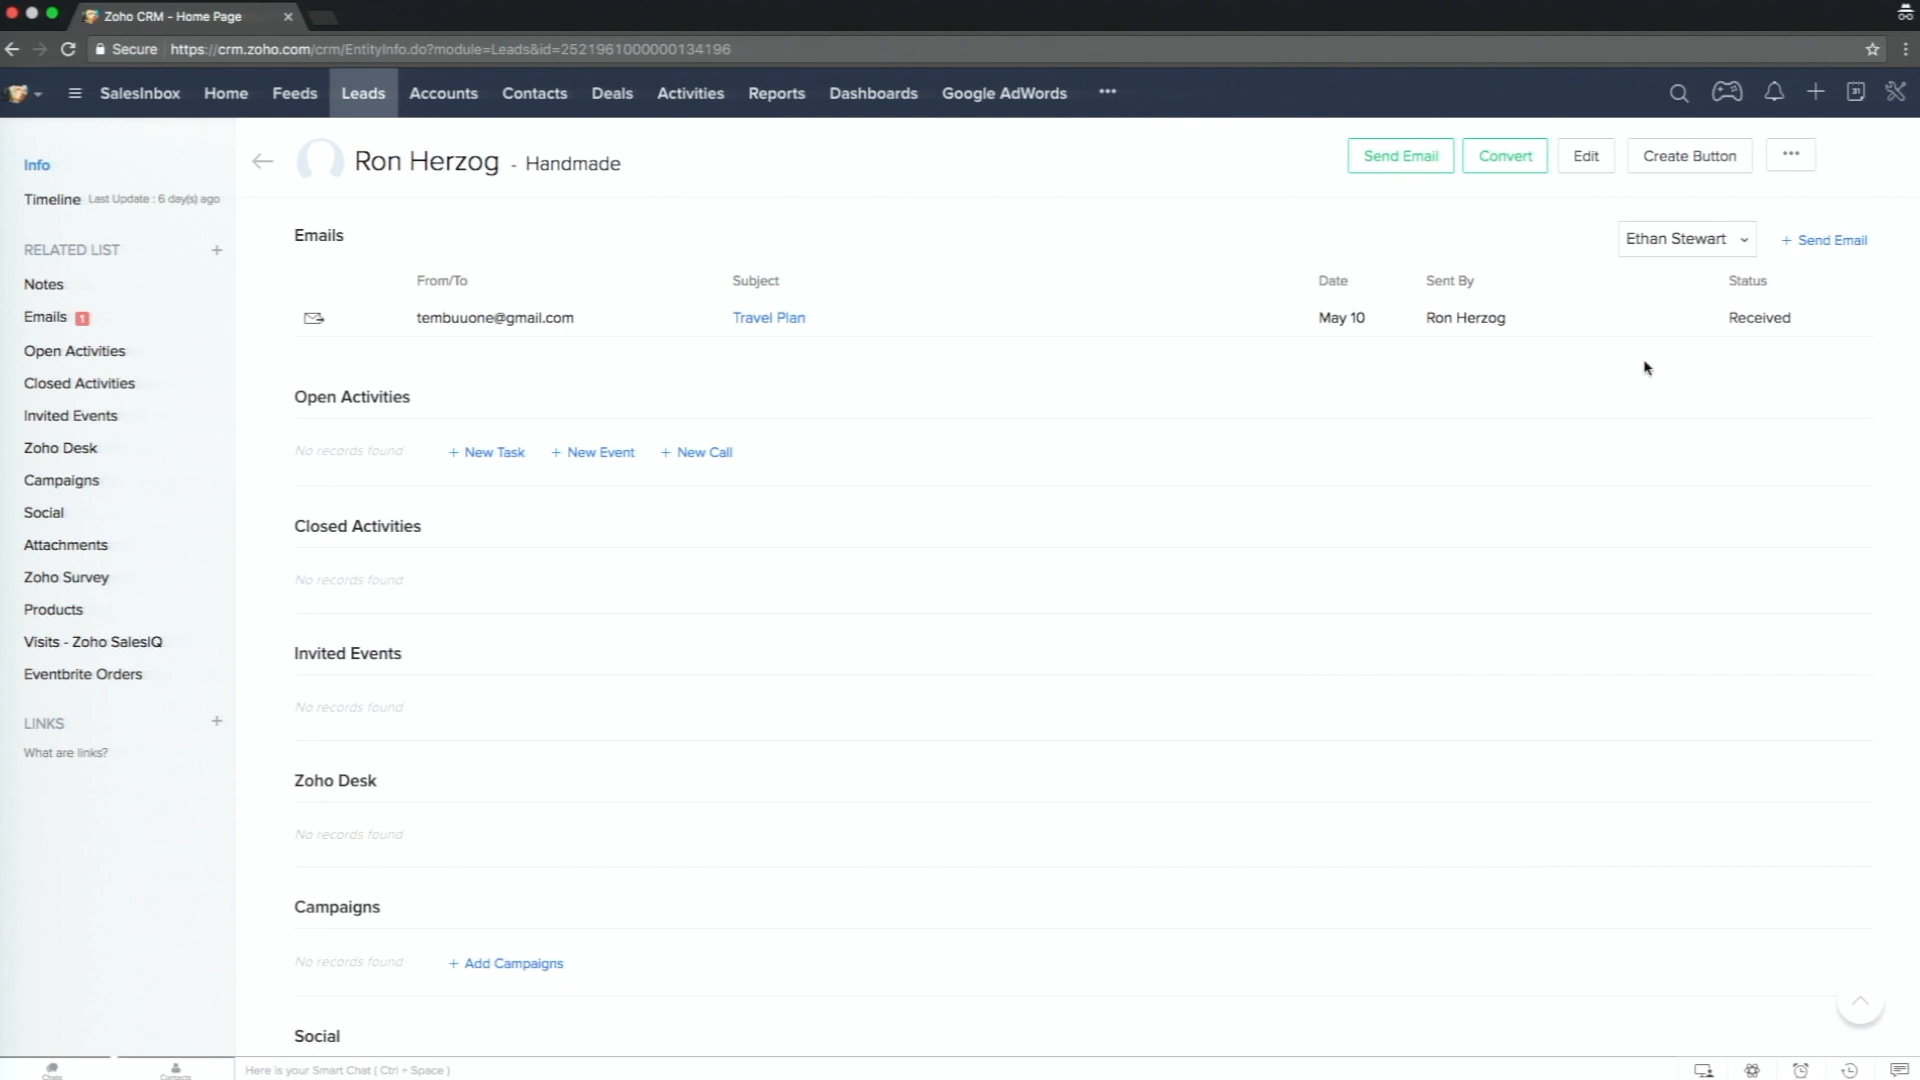 Zoho CRM - Home Page
Secure https://crm.zoho.com/crm/EntityInfo.do?module=Leads&id=2521961000000134196
SalesInbox Home Feeds Leads Accounts Contacts Deals Activities Reports Dashboards Google AdWords
31
Info
Timeline Last Update : 6 day(s) ago
RELATED LIST
Notes
Emails 1
Open Activities
Closed Activities
Invited Events
Zoho Desk
Campaigns
Social
Attachments
Zoho Survey
Products
Visits - Zoho SalesIQ
Eventbrite Orders
LINKS
What are links?
Ron Herzog - Handmade
Send Email Convert Edit Create Button
Emails
Ethan Stewart + Send Email
From/To Subject Date Sent By Status
tembuuone@gmail.com Travel Plan May 10 Ron Herzog Received
Open Activities
No records found + New Task + New Event + New Call
Closed Activities
No records found
Invited Events
No records found
Zoho Desk
No records found
Campaigns
No records found + Add Campaigns
Social
Chats Contacts Here is your Smart Chat ( Ctrl + Space )